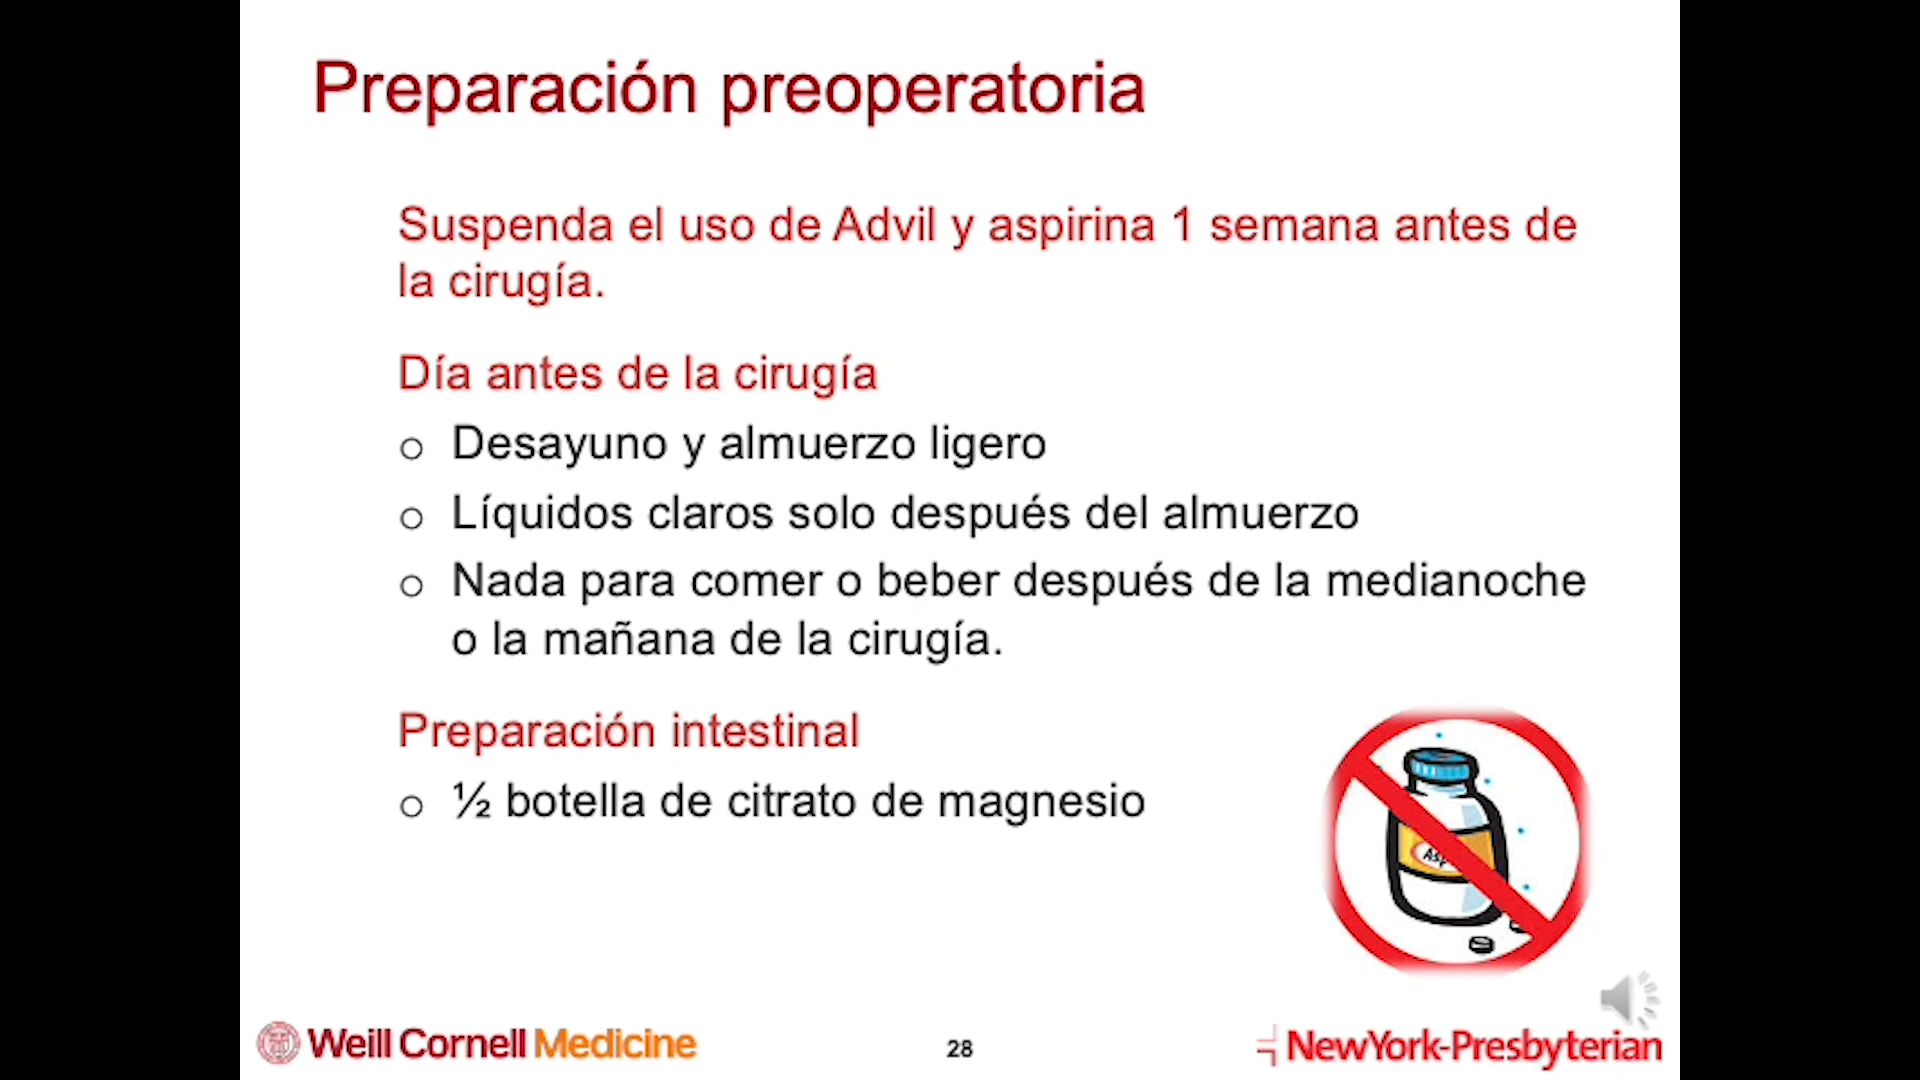 Preparación preoperatoria
Suspenda el uso de Advil y aspirina 1 semana antes de
la cirugía.
Día antes de la cirugía
o Desayuno y almuerzo ligero
o Líquidos claros solo después del almuerzo
o Nada para comer o beber después de la medianoche
o la mañana de la cirugía.
Preparación intestinal
o ½ botella de citrato de magnesio
Weill Cornell Medicine
28
NewYork-Presbyterian